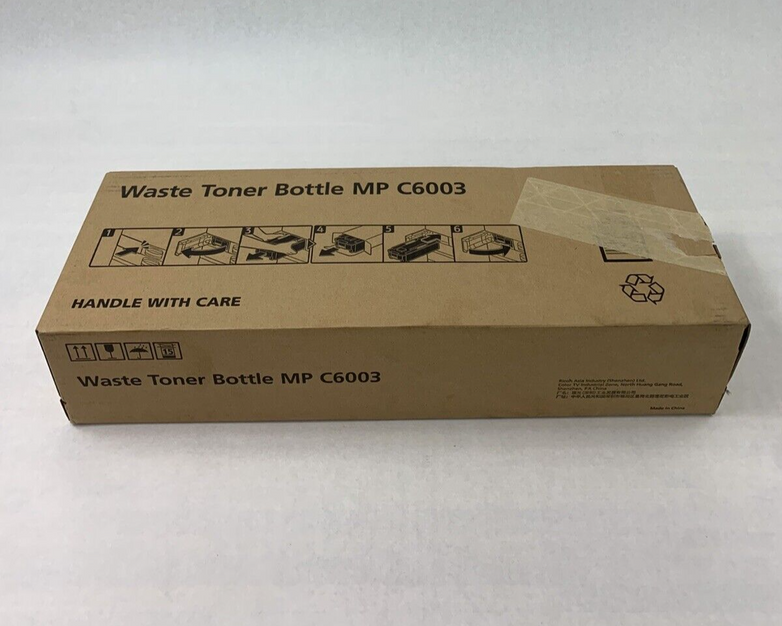 Waste Toner Bottle MP C6003
1 2 3 4 5 6
HANDLE WITH CARE
15
Waste Toner Bottle MP C6003
Made in China